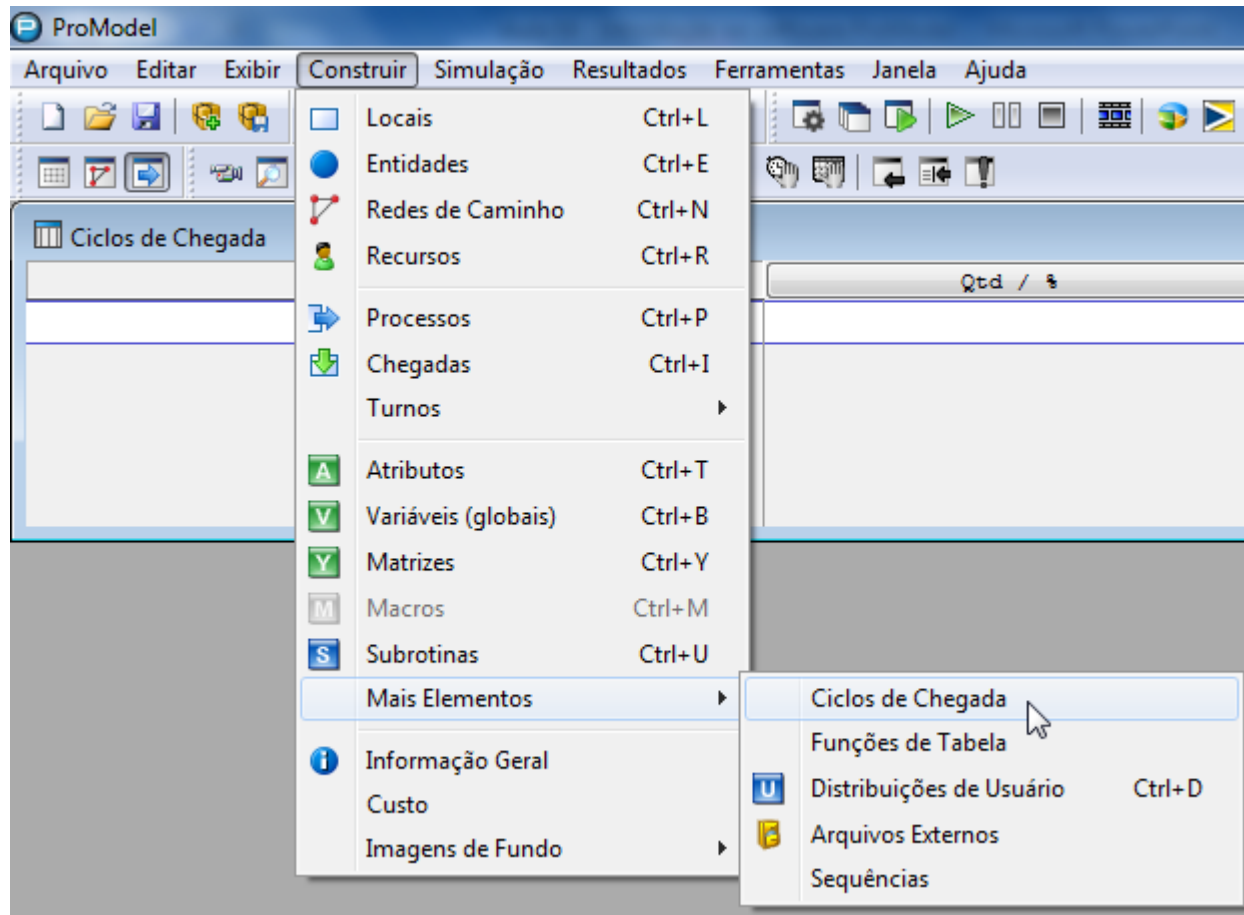 ProModel
Arquivo Editar Exibir Construir Simulação Resultados Ferramentas Janela Ajuda
Ciclos de Chegada
Qtd / %
Locais Ctrl+L
Entidades Ctrl+E
Redes de Caminho Ctrl+N
Recursos Ctrl+R
Processos Ctrl+P
Chegadas Ctrl+I
Turnos
A Atributos Ctrl+T
V Variáveis (globais) Ctrl+B
Y Matrizes Ctrl+Y
M Macros Ctrl+M
S Subrotinas Ctrl+U
Mais Elementos
Informação Geral
Custo
Imagens de Fundo
Ciclos de Chegada
Funções de Tabela
U Distribuições de Usuário Ctrl+D
Arquivos Externos
Sequências